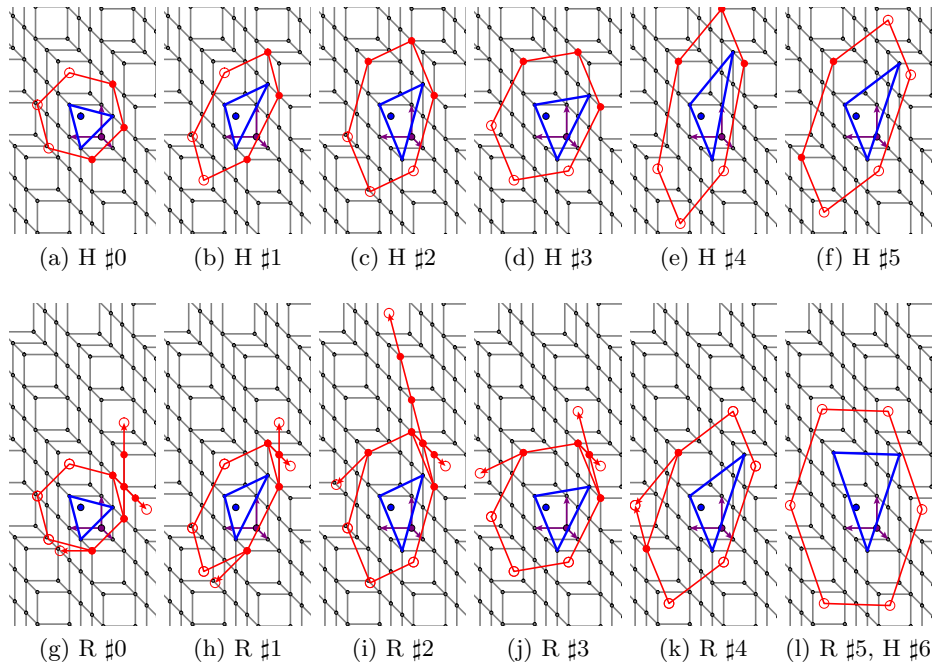 (a) H ♯0 (b) H ♯1 (c) H ♯2 (d) H ♯3 (e) H ♯4 (f) H ♯5
(g) R ♯0 (h) R ♯1 (i) R ♯2 (j) R ♯3 (k) R ♯4 (l) R ♯5, H ♯6